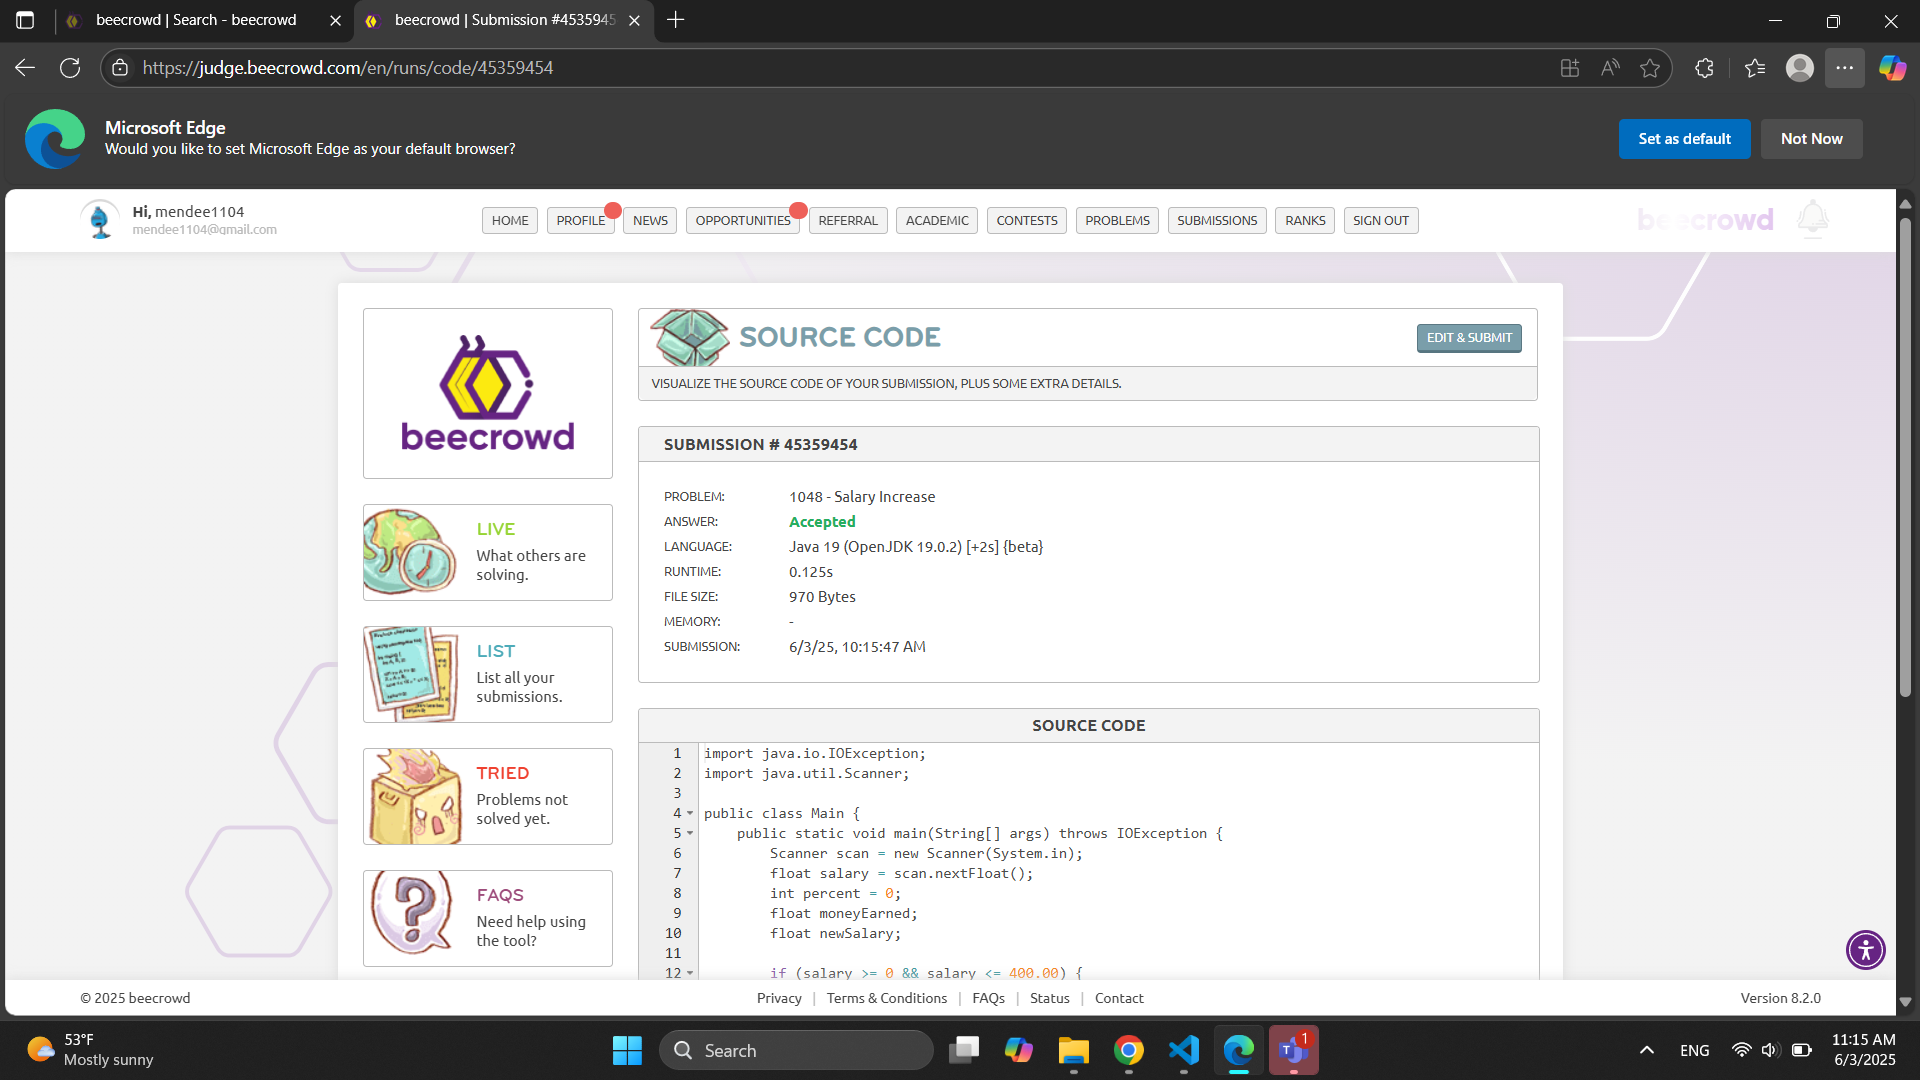 beecrowd | Search - beecrowd
beecrowd | Submission #4535945
https://judge.beecrowd.com/en/runs/code/45359454
Microsoft Edge
Would you like to set Microsoft Edge as your default browser?
Set as default
Not Now
Hi, mendee1104
mendee1104@gmail.com
HOME
PROFILE
NEWS
OPPORTUNITIES
REFERRAL
ACADEMIC
CONTESTS
PROBLEMS
SUBMISSIONS
RANKS
SIGN OUT
beecrowd
beecrowd
LIVE
What others are
solving.
LIST
List all your
submissions.
TRIED
Problems not
solved yet.
FAQS
Need help using
the tool?
SOURCE CODE
EDIT & SUBMIT
VISUALIZE THE SOURCE CODE OF YOUR SUBMISSION, PLUS SOME EXTRA DETAILS.
SUBMISSION # 45359454
PROBLEM: 1048 - Salary Increase
ANSWER: Accepted
LANGUAGE: Java 19 (OpenJDK 19.0.2) [+2s] {beta}
RUNTIME: 0.125s
FILE SIZE: 970 Bytes
MEMORY: -
SUBMISSION: 6/3/25, 10:15:47 AM
SOURCE CODE
1 import java.io.IOException;
2 import java.util.Scanner;
3
4 public class Main {
5 public static void main(String[] args) throws IOException {
6 Scanner scan = new Scanner(System.in);
7 float salary = scan.nextFloat();
8 int percent = 0;
9 float moneyEarned;
10 float newSalary;
11
12 if (salary >= 0 && salary <= 400.00) {
© 2025 beecrowd
Privacy | Terms & Conditions | FAQs | Status | Contact
Version 8.2.0
53°F
Mostly sunny
Search
1
ENG
11:15 AM
6/3/2025